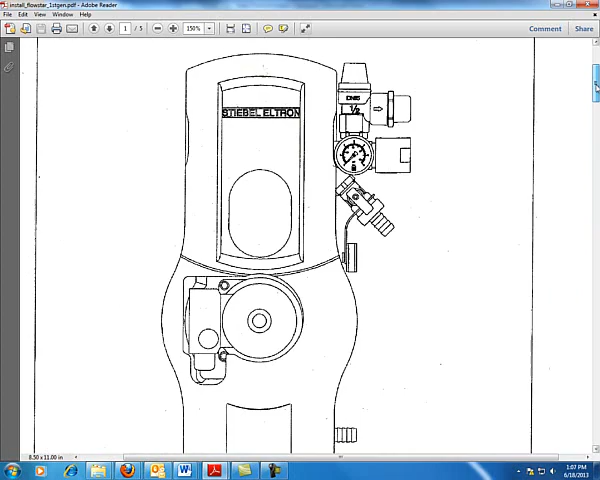 install_flowstar_1stgen.pdf - Adobe Reader
File Edit View Window Help
1 / 5 150% Comment Share
DN15
1/2
STIEBEL ELTRON
8.50 x 11.00 in
1:07 PM
6/18/2013